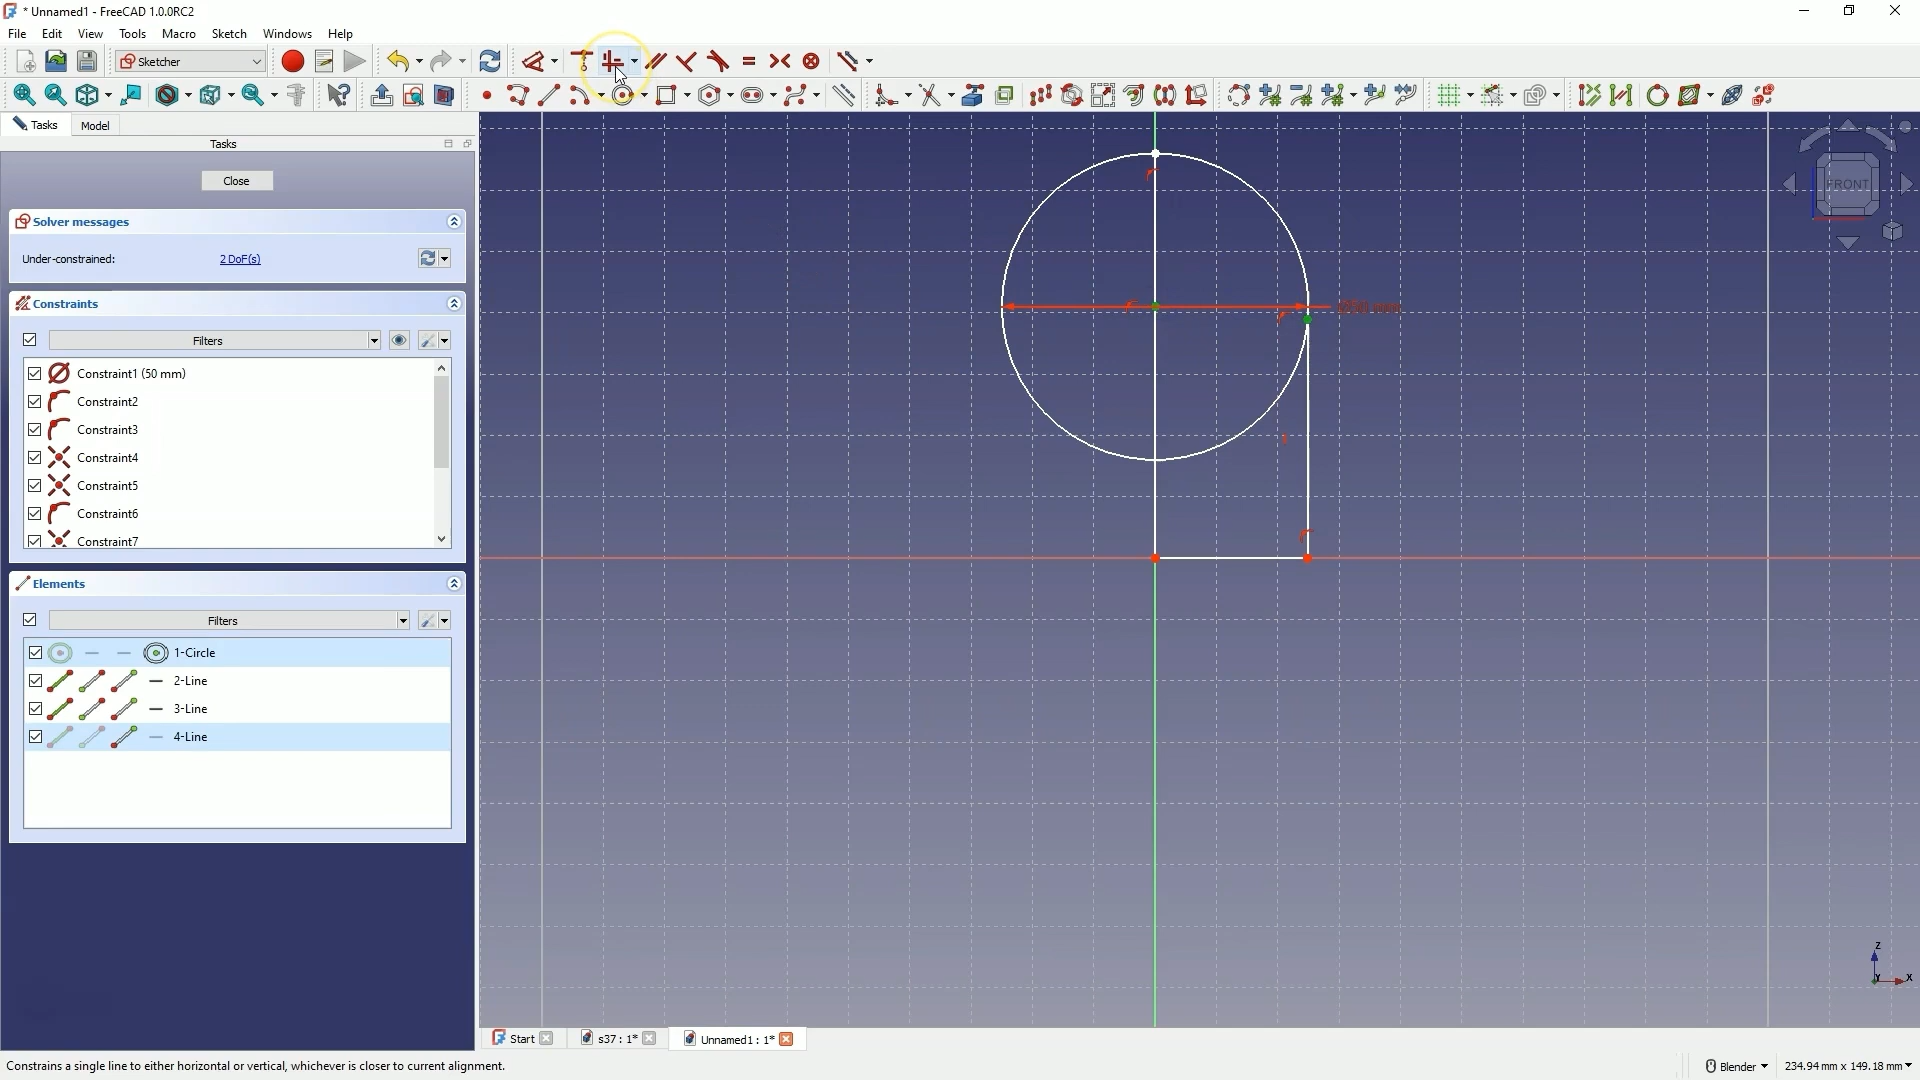 * Unnamed1 - FreeCAD 1.0.0RC2
File Edit View Tools Macro Sketch Windows Help
Sketcher
Tasks Model
Tasks
Close
Solver messages
Under-constrained: 2 DoF(s)
Constraints
Filters
Constraint1 (50 mm)
Constraint2
Constraint3
Constraint4
Constraint5
Constraint6
Constraint7
Elements
Filters
1-Circle
2-Line
3-Line
4-Line
FRONT
Z
Y
X
Start
s37 : 1*
Unnamed1 : 1*
Constrains a single line to either horizontal or vertical, whichever is closer to current alignment.
Blender
234.94 mm x 149.18 mm